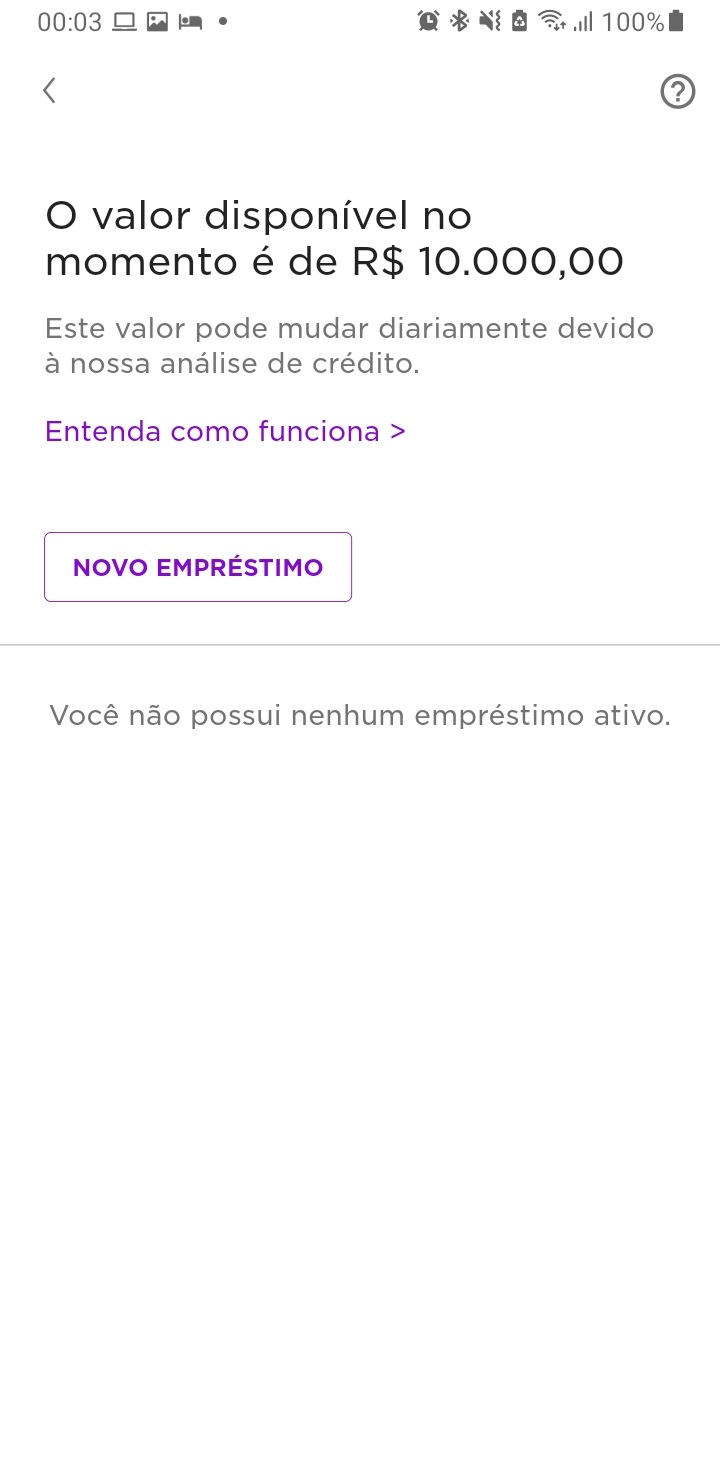 00:03
100%
O valor disponível no
momento é de R$ 10.000,00
Este valor pode mudar diariamente devido
à nossa análise de crédito.
Entenda como funciona >
NOVO EMPRÉSTIMO
Você não possui nenhum empréstimo ativo.